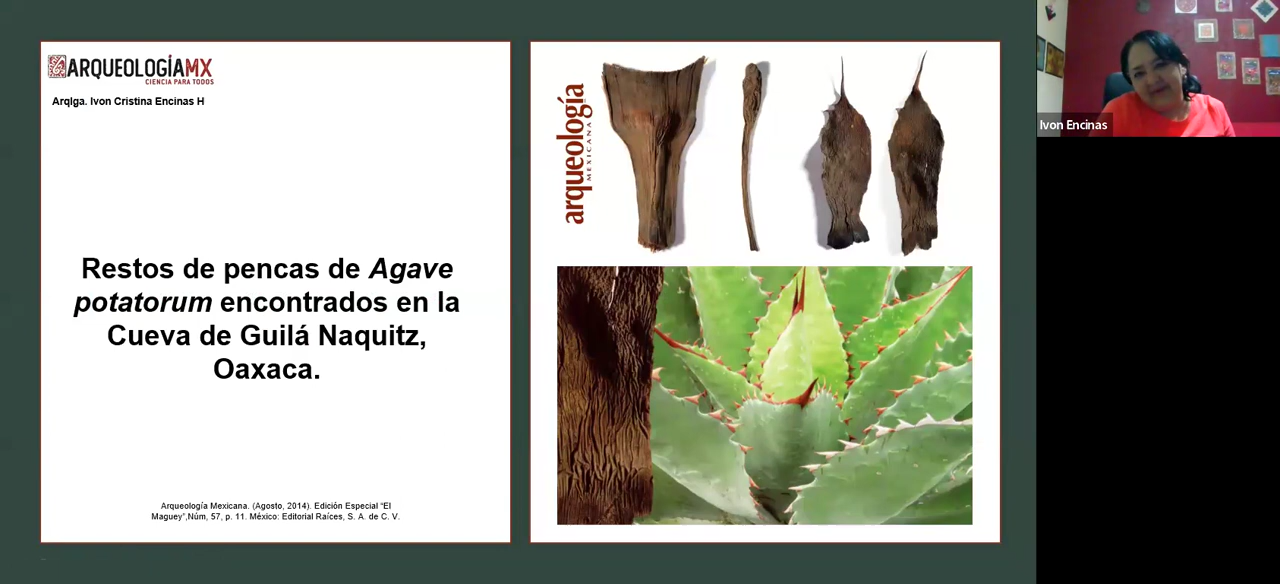 ARQUEOLOGÍAMX
CIENCIA PARA TODOS
Arqlga. Ivon Cristina Encinas H
Restos de pencas de Agave
potatorum encontrados en la
Cueva de Guilá Naquitz,
Oaxaca.
Arqueología Mexicana. (Agosto, 2014). Edición Especial “El
Maguey”,Núm, 57, p. 11. México: Editorial Raíces, S. A. de C. V.
arqueología
MEXICANA
Ivon Encinas